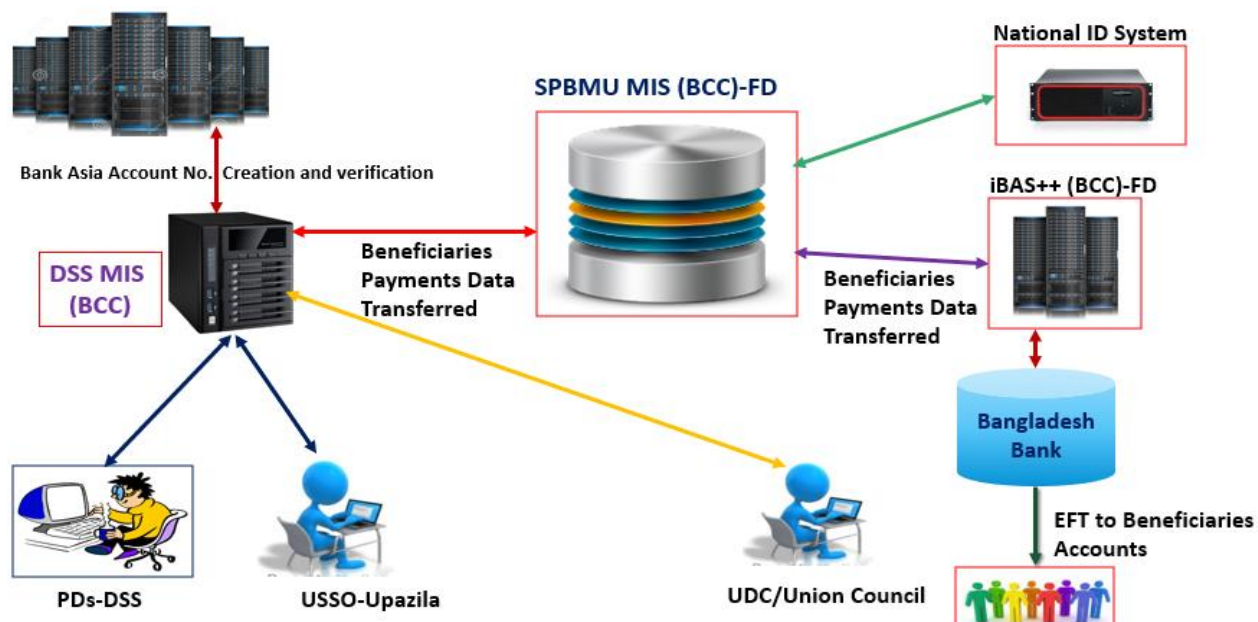 National ID System
SPBMU MIS (BCC)-FD
Bank Asia Account No. Creation and verification
iBAS++ (BCC)-FD
DSS MIS
(BCC)
Beneficiaries
Payments Data
Transferred
Beneficiaries
Payments Data
Transferred
Bangladesh
Bank
EFT to Beneficiaries
Accounts
PDs-DSS
USSO-Upazila
UDC/Union Council